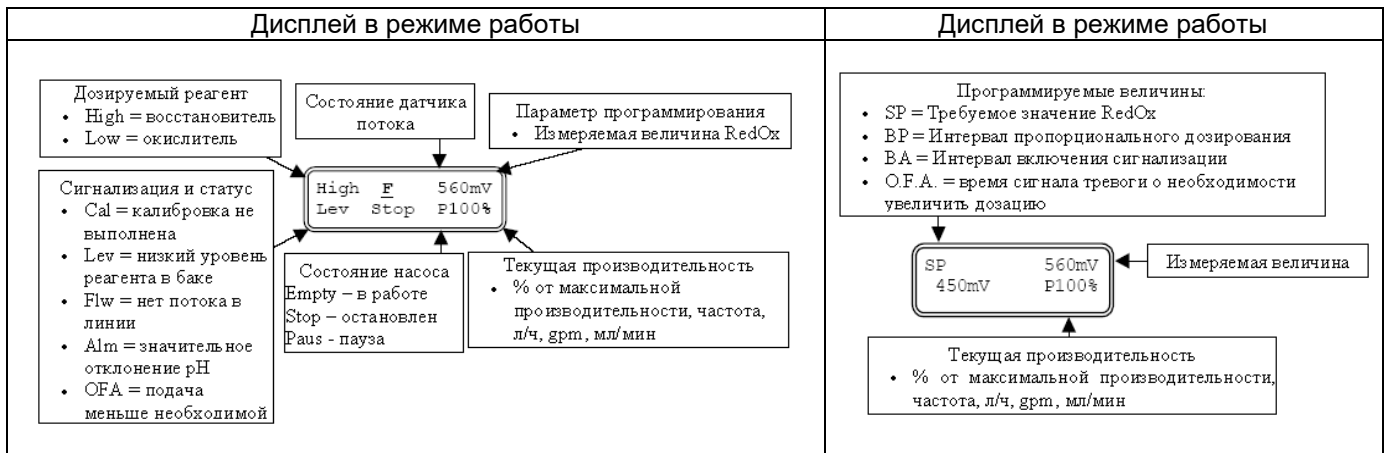 Дисплей в режиме работы
Дозируемый реагент
• High = восстановитель
• Low = окислитель
Состояние датчика
потока
Параметр программирования
• Измеряемая величина RedOx
Сигнализация и статус
• Cal = калибровка не
выполнена
• Lev = низкий уровень
реагента в баке
• Flw = нет потока в
линии
• Alm = значительное
отклонение pH
• OFA = подача
меньше необходимой
High F 560mV
Lev Stop P100%
Состояние насоса
Empty – в работе
Stop – остановлен
Paus - пауза
Текущая производительность
• % от максимальной
производительности, частота,
л/ч, gpm, мл/мин
Дисплей в режиме работы
Программируемые величины:
• SP = Требуемое значение RedOx
• BP = Интервал пропорционального дозирования
• BA = Интервал включения сигнализации
• O.F.A. = время сигнала тревоги о необходимости
увеличить дозацию
SP 560mV
450mV P100%
Измеряемая величина
Текущая производительность
• % от максимальной производительности,
частота, л/ч, gpm, мл/мин